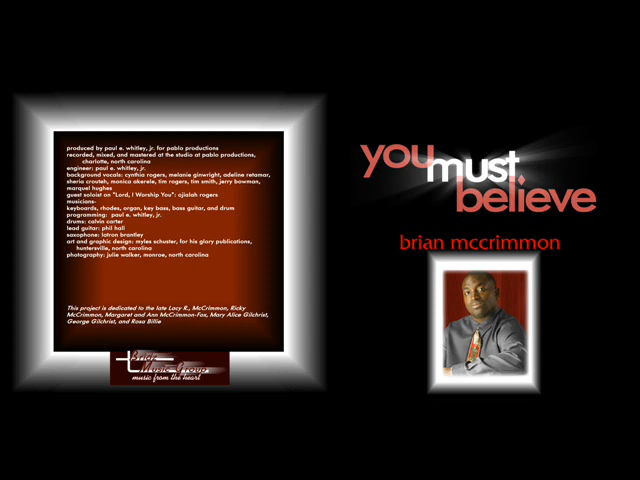 produced by paul e. whitley, jr. for pablo productions
recorded, mixed, and mastered at the studio at pablo productions,
charlotte, north carolina
engineer: paul e. whitley, jr.
background vocals: cynthia rogers, melanie ginwright, adeline retamar,
sheria crouteh, monica akerele, tim rogers, tim smith, jerry bowman,
marquel hughes
guest soloist on "Lord, I Worship You": ojialah rogers
musicians-
keyboards, rhodes, organ, key bass, bass guitar, and drum
programming: paul e. whitley, jr.
drums: calvin carter
lead guitar: phil hall
saxophone: latron brantley
art and graphic design: myles schuster, for his glory publications,
huntersville, north carolina
photography: julie walker, monroe, north carolina
This project is dedicated to the late Lacy R., McCrimmon, Ricky
McCrimmon, Margaret and Ann McCrimmon-Fox, Mary Alice Gilchrist,
George Gilchrist, and Rosa Billie
Music Group
music from the heart
you
must
believe
brian mccrimmon